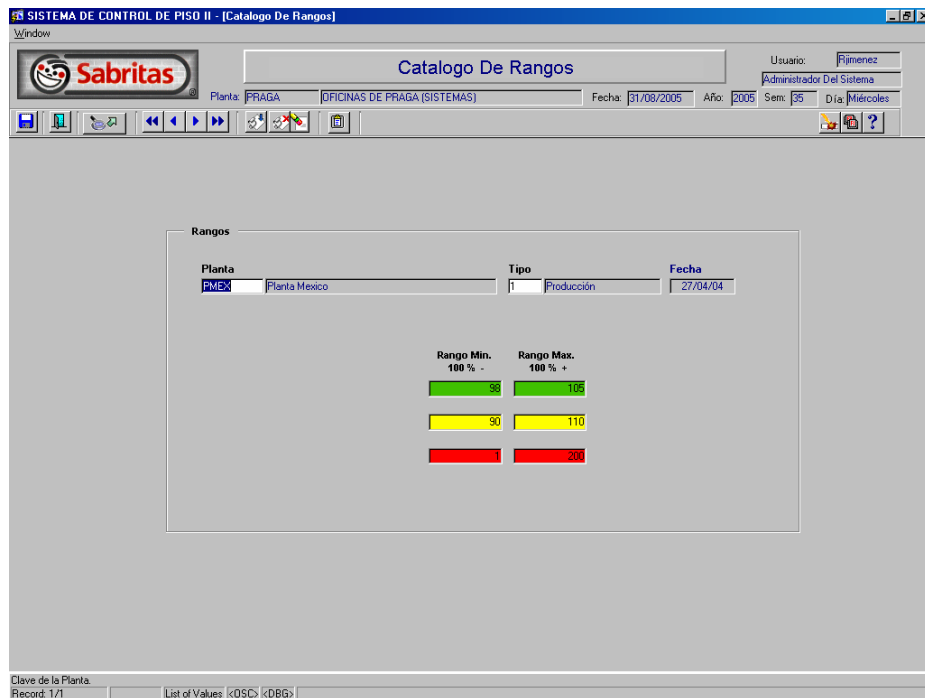 SISTEMA DE CONTROL DE PISO II - [Catalogo De Rangos]
Window
Sabritas
Catalogo De Rangos
Usuario: Rjimenez
Administrador Del Sistema
Planta: PRAGA OFICINAS DE PRAGA (SISTEMAS) Fecha: 31/08/2005 Año: 2005 Sem: 35 Día: Miércoles
Rangos
Planta Tipo Fecha
PMEX Planta Mexico 1 Producción 27/04/04
Rango Min. Rango Max.
100 % - 100 % +
98 105
90 110
1 200
Clave de la Planta.
Record: 1/1 List of Values <OSC> <DBG>